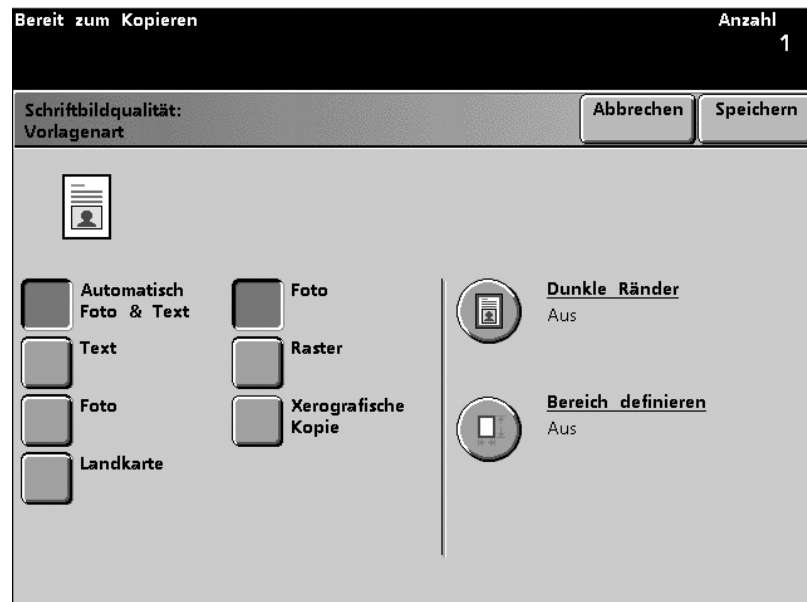 Bereit zum Kopieren
Anzahl
1
Schriftbildqualität:
Vorlagenart
Abbrechen
Speichern
Automatisch
Foto & Text
Text
Foto
Landkarte
Foto
Raster
Xerografische
Kopie
Dunkle Ränder
Aus
Bereich definieren
Aus